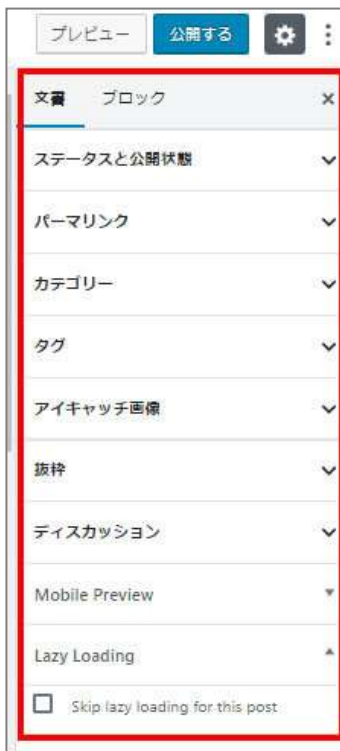 プレビュー 公開する
文書 ブロック
ステータスと公開状態
パーマリンク
カテゴリー
タグ
アイキャッチ画像
抜粋
ディスカッション
Mobile Preview
Lazy Loading
Skip lazy loading for this post